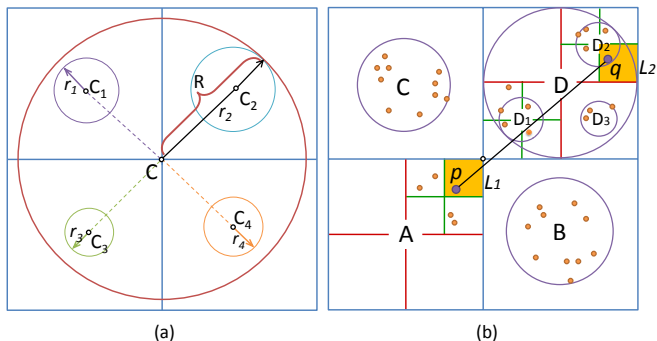 R
r₁ C₁
r₂ C₂
C
r₃ C₃
C₄
r₄
(a)
D₂
q L₂
C
D
D₁ D₃
p L₁
A B
(b)